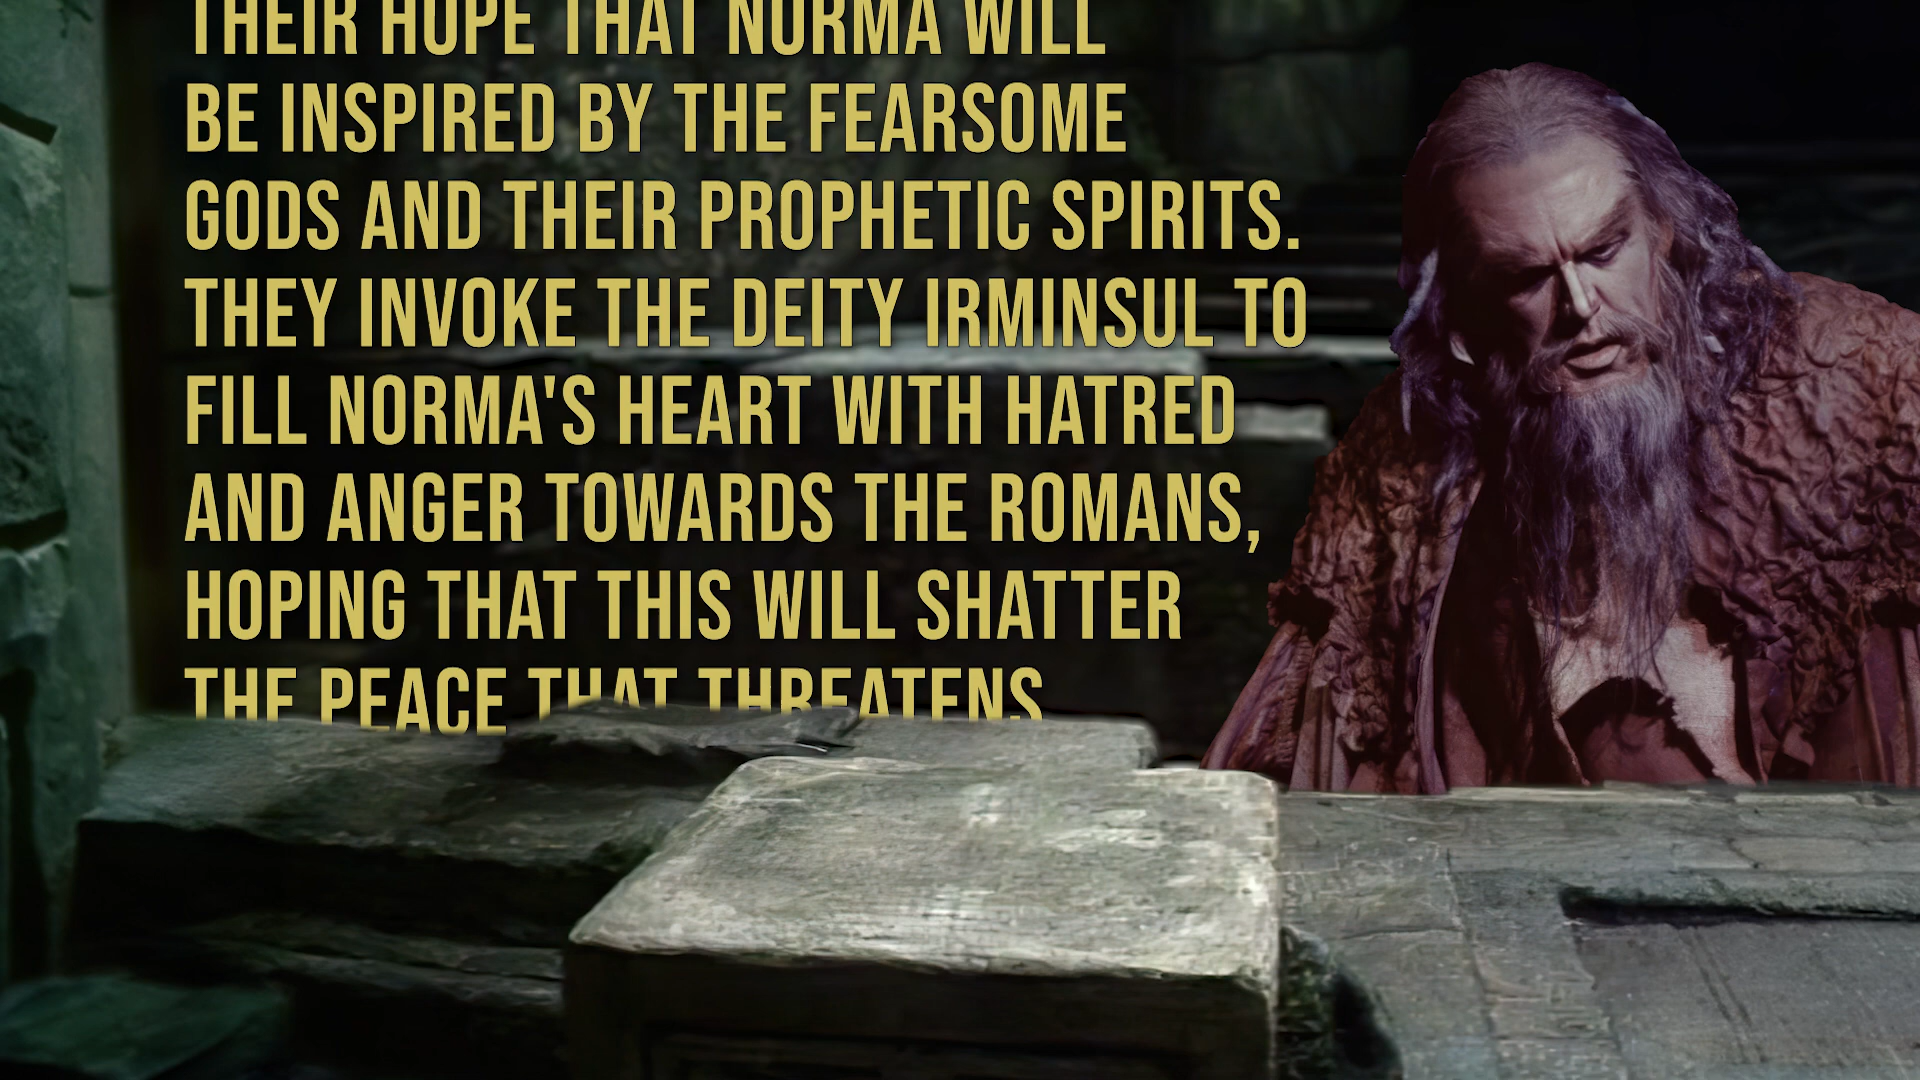 THEIR HOPE THAT NORMA WILL
BE INSPIRED BY THE FEARSOME
GODS AND THEIR PROPHETIC SPIRITS.
THEY INVOKE THE DEITY IRMINSUL TO
FILL NORMA'S HEART WITH HATRED
AND ANGER TOWARDS THE ROMANS,
HOPING THAT THIS WILL SHATTER
THE PEACE THAT THREATENS